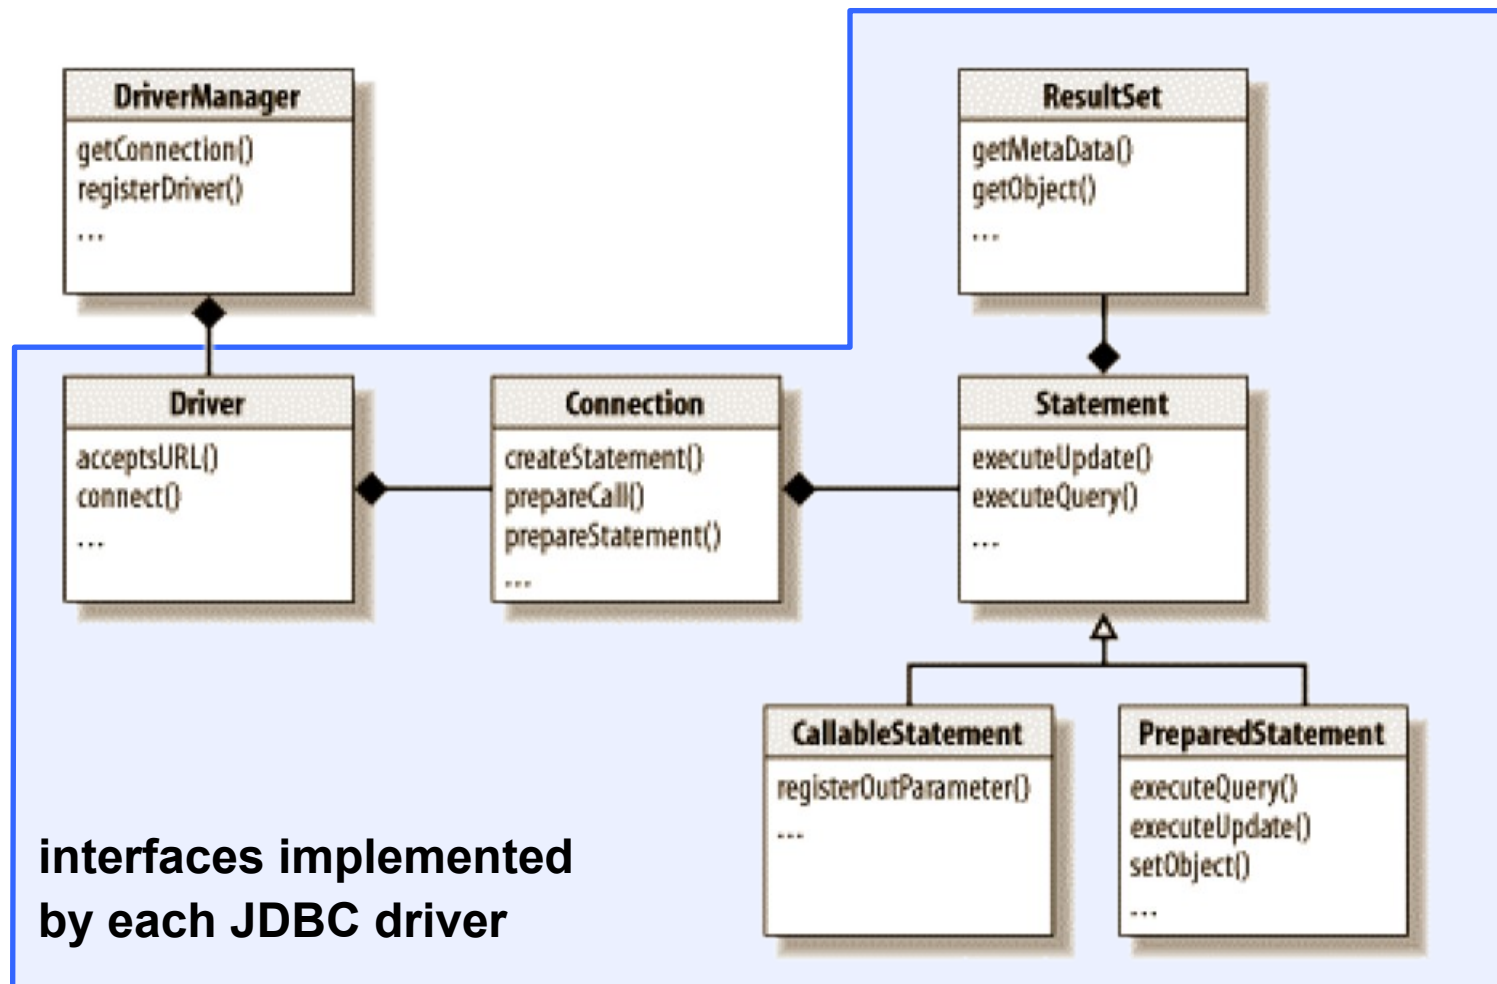 DriverManager
getConnection()
registerDriver()
...
ResultSet
getMetaData()
getObject()
...
Driver
acceptsURL()
connect()
...
Connection
createStatement()
prepareCall()
prepareStatement()
...
Statement
executeUpdate()
executeQuery()
...
CallableStatement
registerOutParameter()
...
PreparedStatement
executeQuery()
executeUpdate()
setObject()
...
interfaces implemented
by each JDBC driver